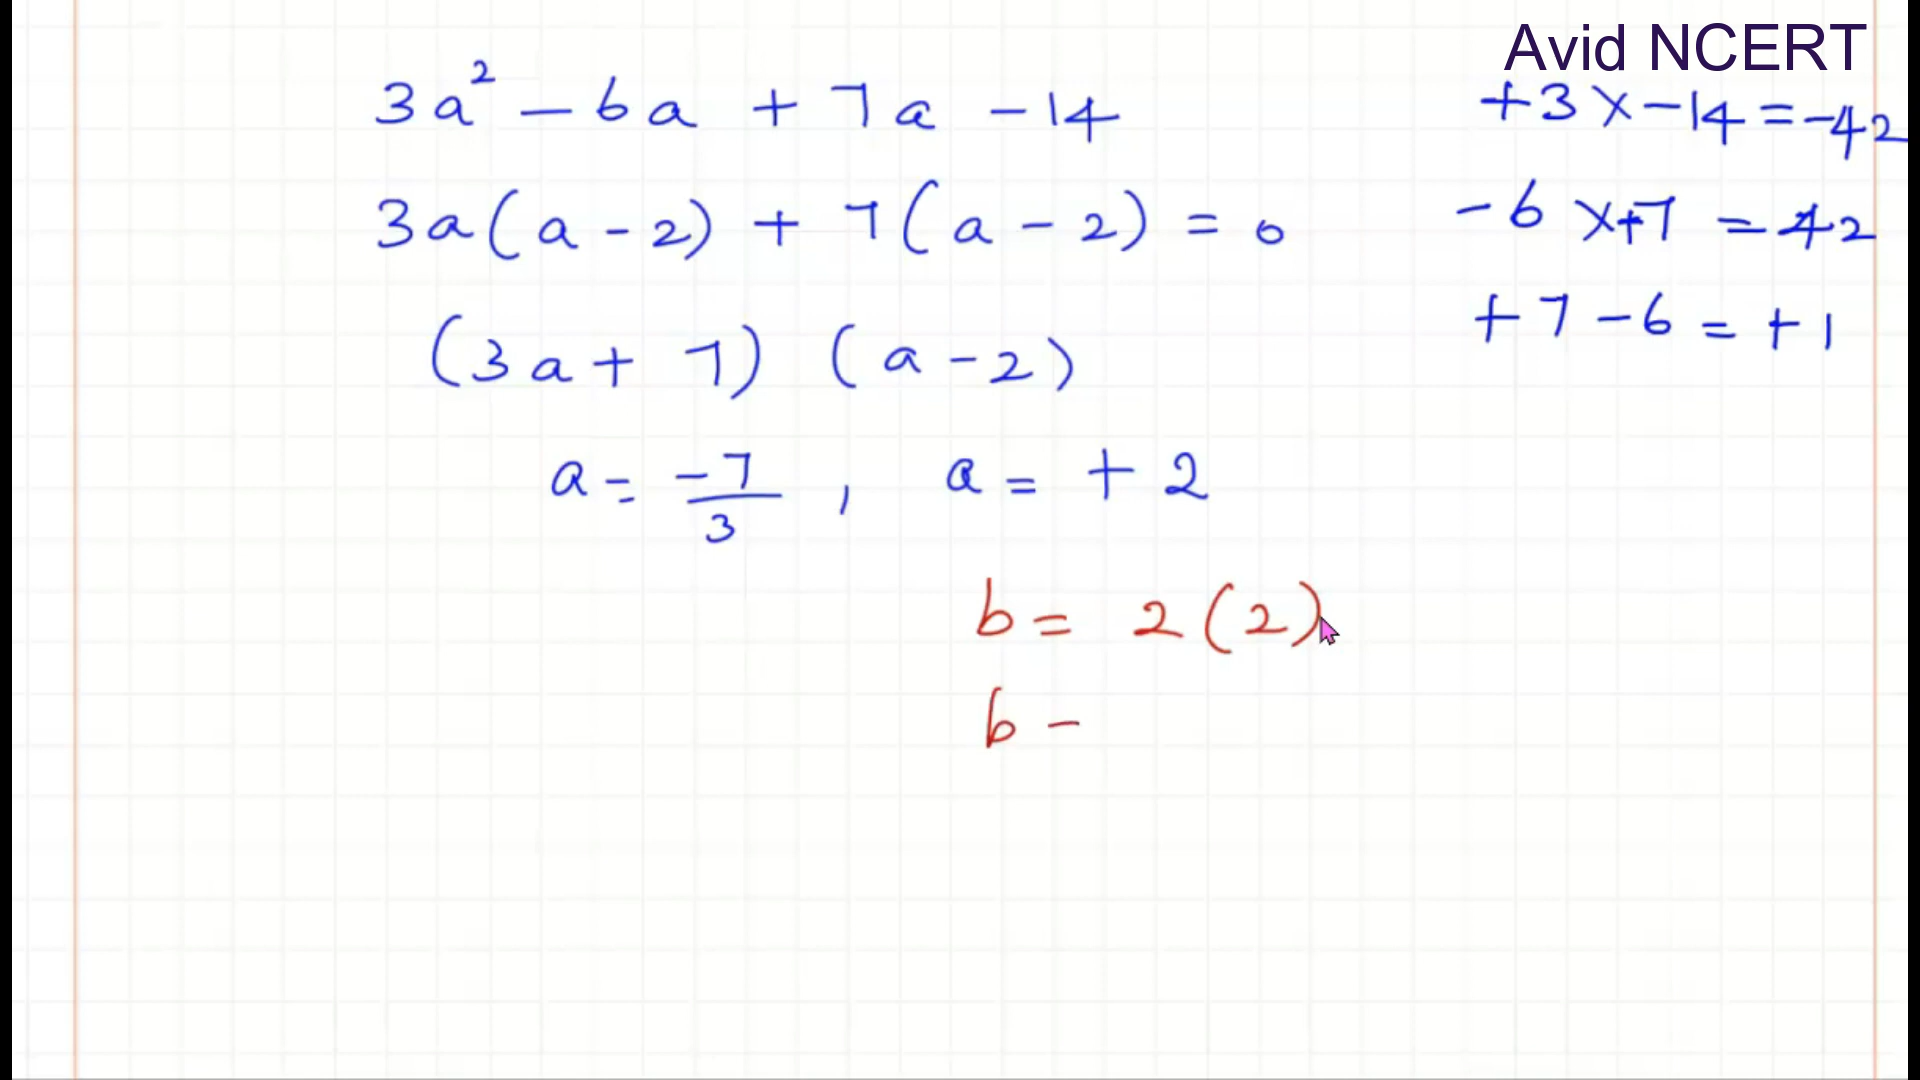 Avid NCERT
3a² - 6a + 7a - 14
+3 × -14 = -42
3a(a - 2) + 7(a - 2) = 0
-6 × +7 = -42
(3a + 7) (a - 2)
+7 - 6 = +1
a = -7/3 , a = + 2
b = 2(2)
b -